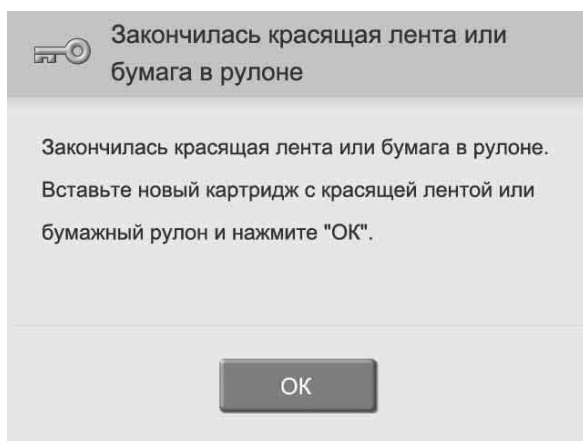 Закончилась красящая лента или
бумага в рулоне
Закончилась красящая лента или бумага в рулоне.
Вставьте новый картридж с красящей лентой или
бумажный рулон и нажмите "ОК".
ОК